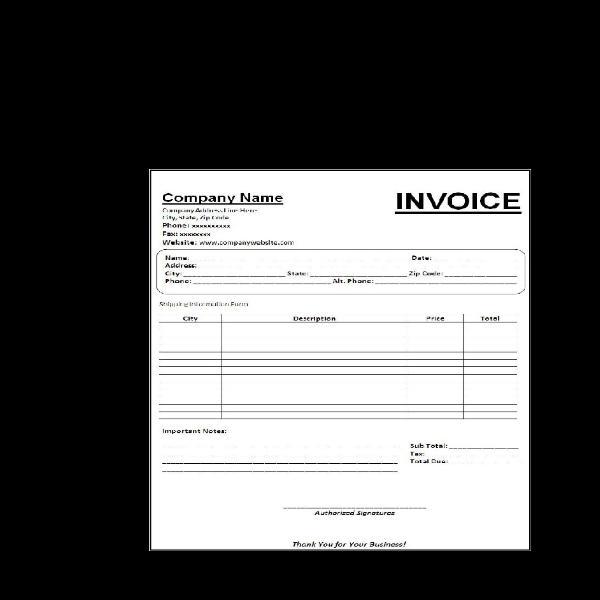 Company Name
INVOICE
Company Address Line Here
City, State, Zip Code
Phone: xxxxxxxxxx
Fax: xxxxxxxx
Website: www.companywebsite.com
Name: Date:
Address:
City: State: Zip Code:
Phone: Alt. Phone:
Shipping Information Form
City Description Price Total
Important Notes:
Sub Total:
Tax:
Total Due:
Authorized Signatures
Thank You for Your Business!